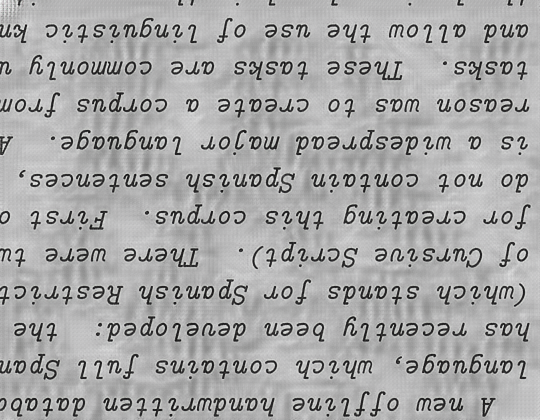 A new offline handwritten databa
language, which contains full Span
has recently been developed: the
(which stands for Spanish Restrict
of Cursive Script). There were tw
for creating this corpus. First o
do not contain Spanish sentences,
is a widespread major language. A
reason was to create a corpus from
tasks. These tasks are commonly u
and allow the use of linguistic kn